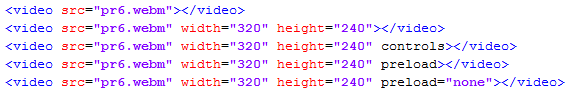 <video src="pr6.webm"></video>
<video src="pr6.webm" width="320" height="240"></video>
<video src="pr6.webm" width="320" height="240" controls></video>
<video src="pr6.webm" width="320" height="240" preload></video>
<video src="pr6.webm" width="320" height="240" preload="none"></video>